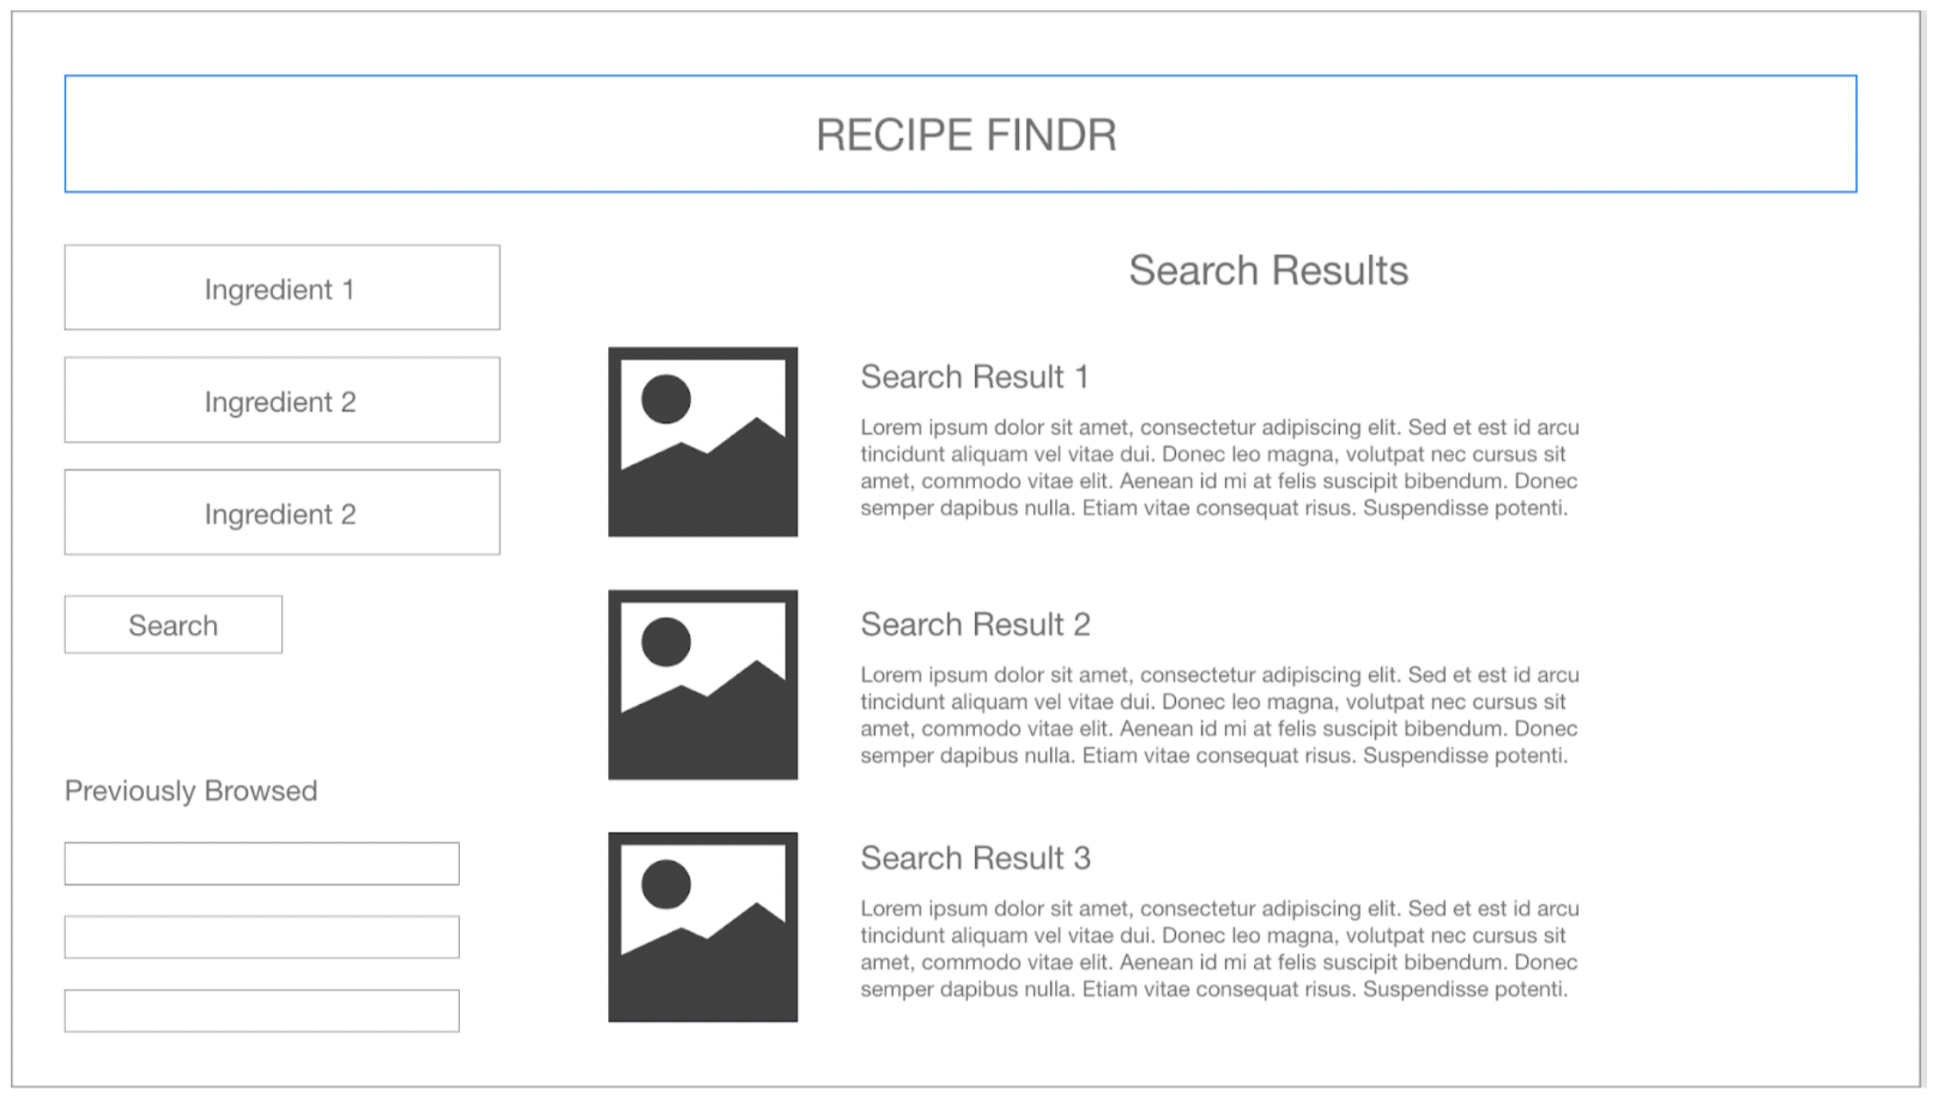 RECIPE FINDR
Ingredient 1
Ingredient 2
Ingredient 2
Search
Previously Browsed
Search Results
Search Result 1
Lorem ipsum dolor sit amet, consectetur adipiscing elit. Sed et est id arcu
tincidunt aliquam vel vitae dui. Donec leo magna, volutpat nec cursus sit
amet, commodo vitae elit. Aenean id mi at felis suscipit bibendum. Donec
semper dapibus nulla. Etiam vitae consequat risus. Suspendisse potenti.
Search Result 2
Lorem ipsum dolor sit amet, consectetur adipiscing elit. Sed et est id arcu
tincidunt aliquam vel vitae dui. Donec leo magna, volutpat nec cursus sit
amet, commodo vitae elit. Aenean id mi at felis suscipit bibendum. Donec
semper dapibus nulla. Etiam vitae consequat risus. Suspendisse potenti.
Search Result 3
Lorem ipsum dolor sit amet, consectetur adipiscing elit. Sed et est id arcu
tincidunt aliquam vel vitae dui. Donec leo magna, volutpat nec cursus sit
amet, commodo vitae elit. Aenean id mi at felis suscipit bibendum. Donec
semper dapibus nulla. Etiam vitae consequat risus. Suspendisse potenti.